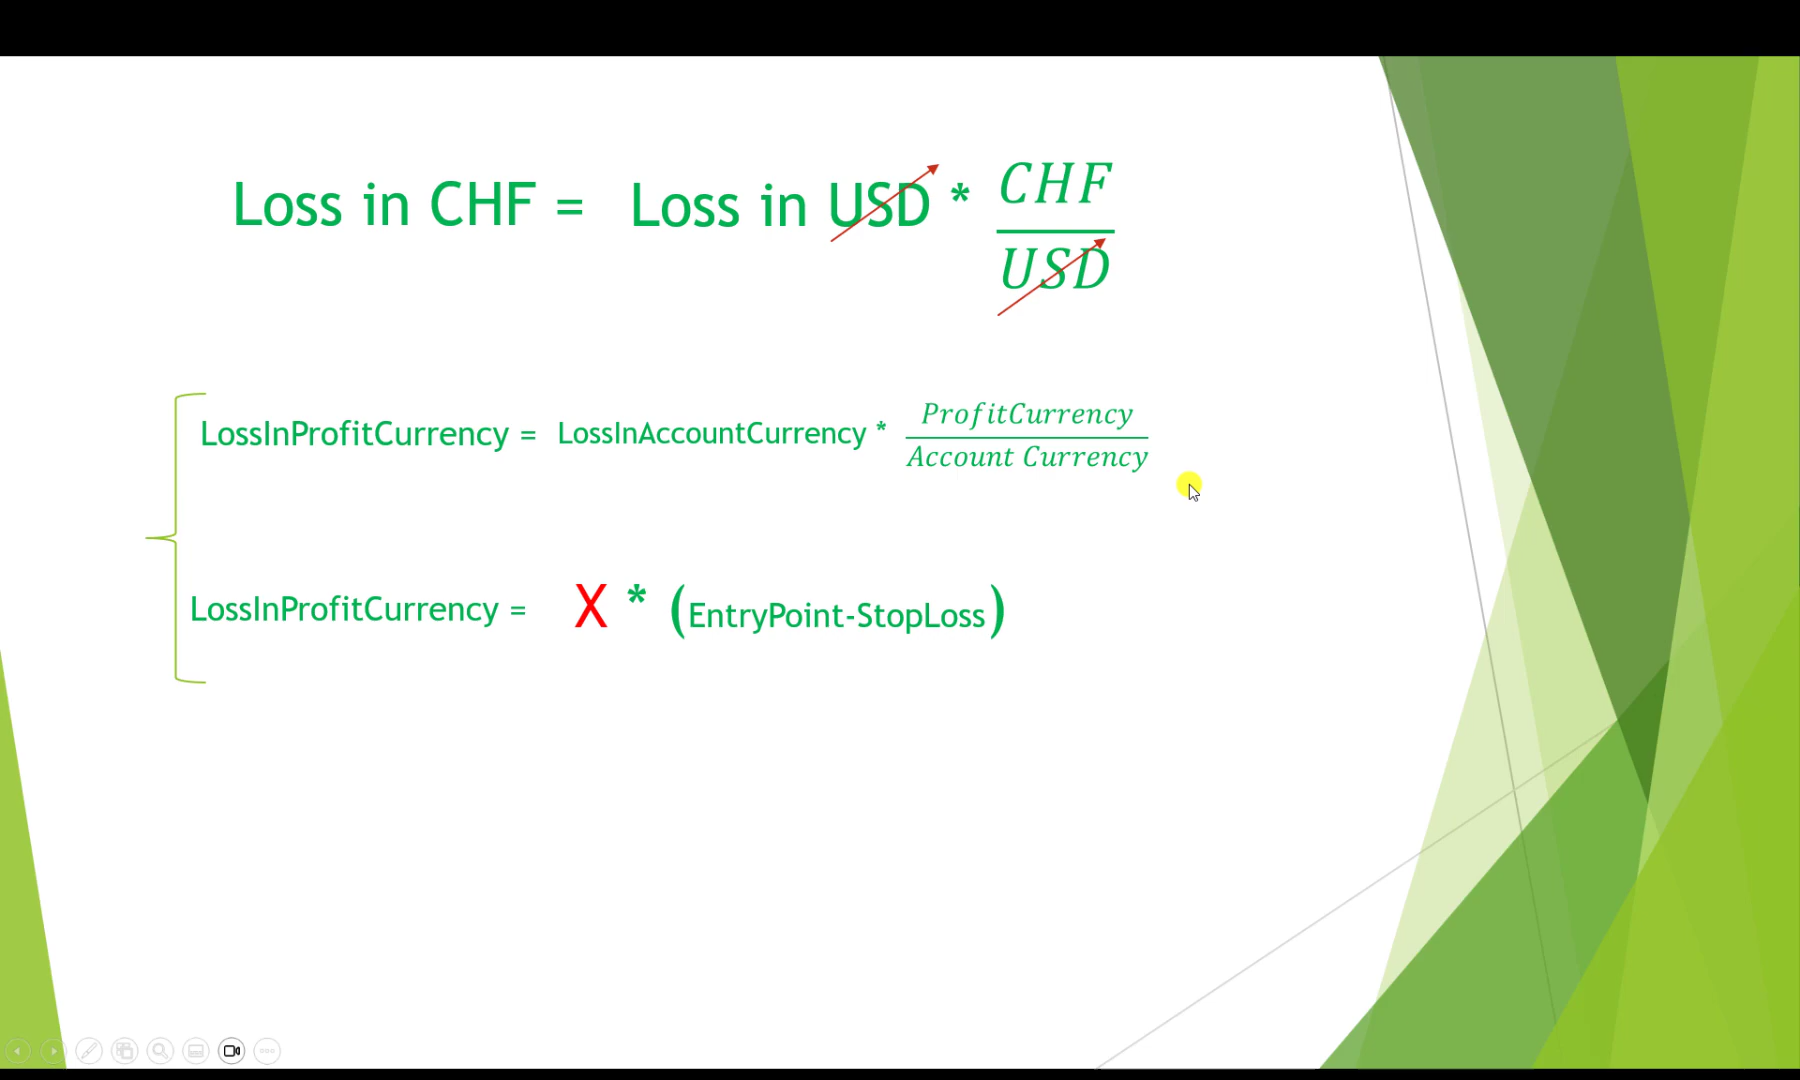 Loss in CHF = Loss in USD * CHF
USD
LossInProfitCurrency = LossInAccountCurrency * ProfitCurrency
Account Currency
LossInProfitCurrency = X * (EntryPoint-StopLoss)